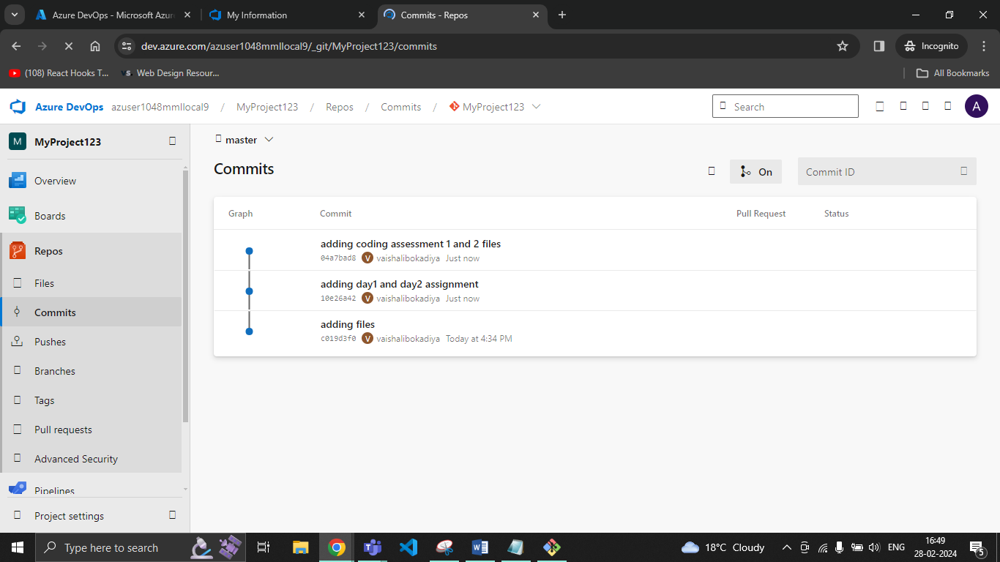 Azure DevOps - Microsoft Azure
My Information
Commits - Repos
dev.azure.com/azuser1048mmllocal9/_git/MyProject123/commits
Incognito
(108) React Hooks T...
VS Web Design Resour...
All Bookmarks
Azure DevOps azuser1048mmllocal9 / MyProject123 / Repos / Commits / MyProject123
Search
A
M MyProject123
master
Overview
Commits
On
Commit ID
Boards
Graph
Commit
Pull Request
Status
Repos
adding coding assessment 1 and 2 files
04a7bad8 V vaishalibokadiya Just now
Files
adding day1 and day2 assignment
10e26a42 V vaishalibokadiya Just now
Commits
adding files
c019d3f0 V vaishalibokadiya Today at 4:34 PM
Pushes
Branches
Tags
Pull requests
Advanced Security
Pipelines
Project settings
Type here to search
18°C Cloudy
ENG
16:49
28-02-2024
5